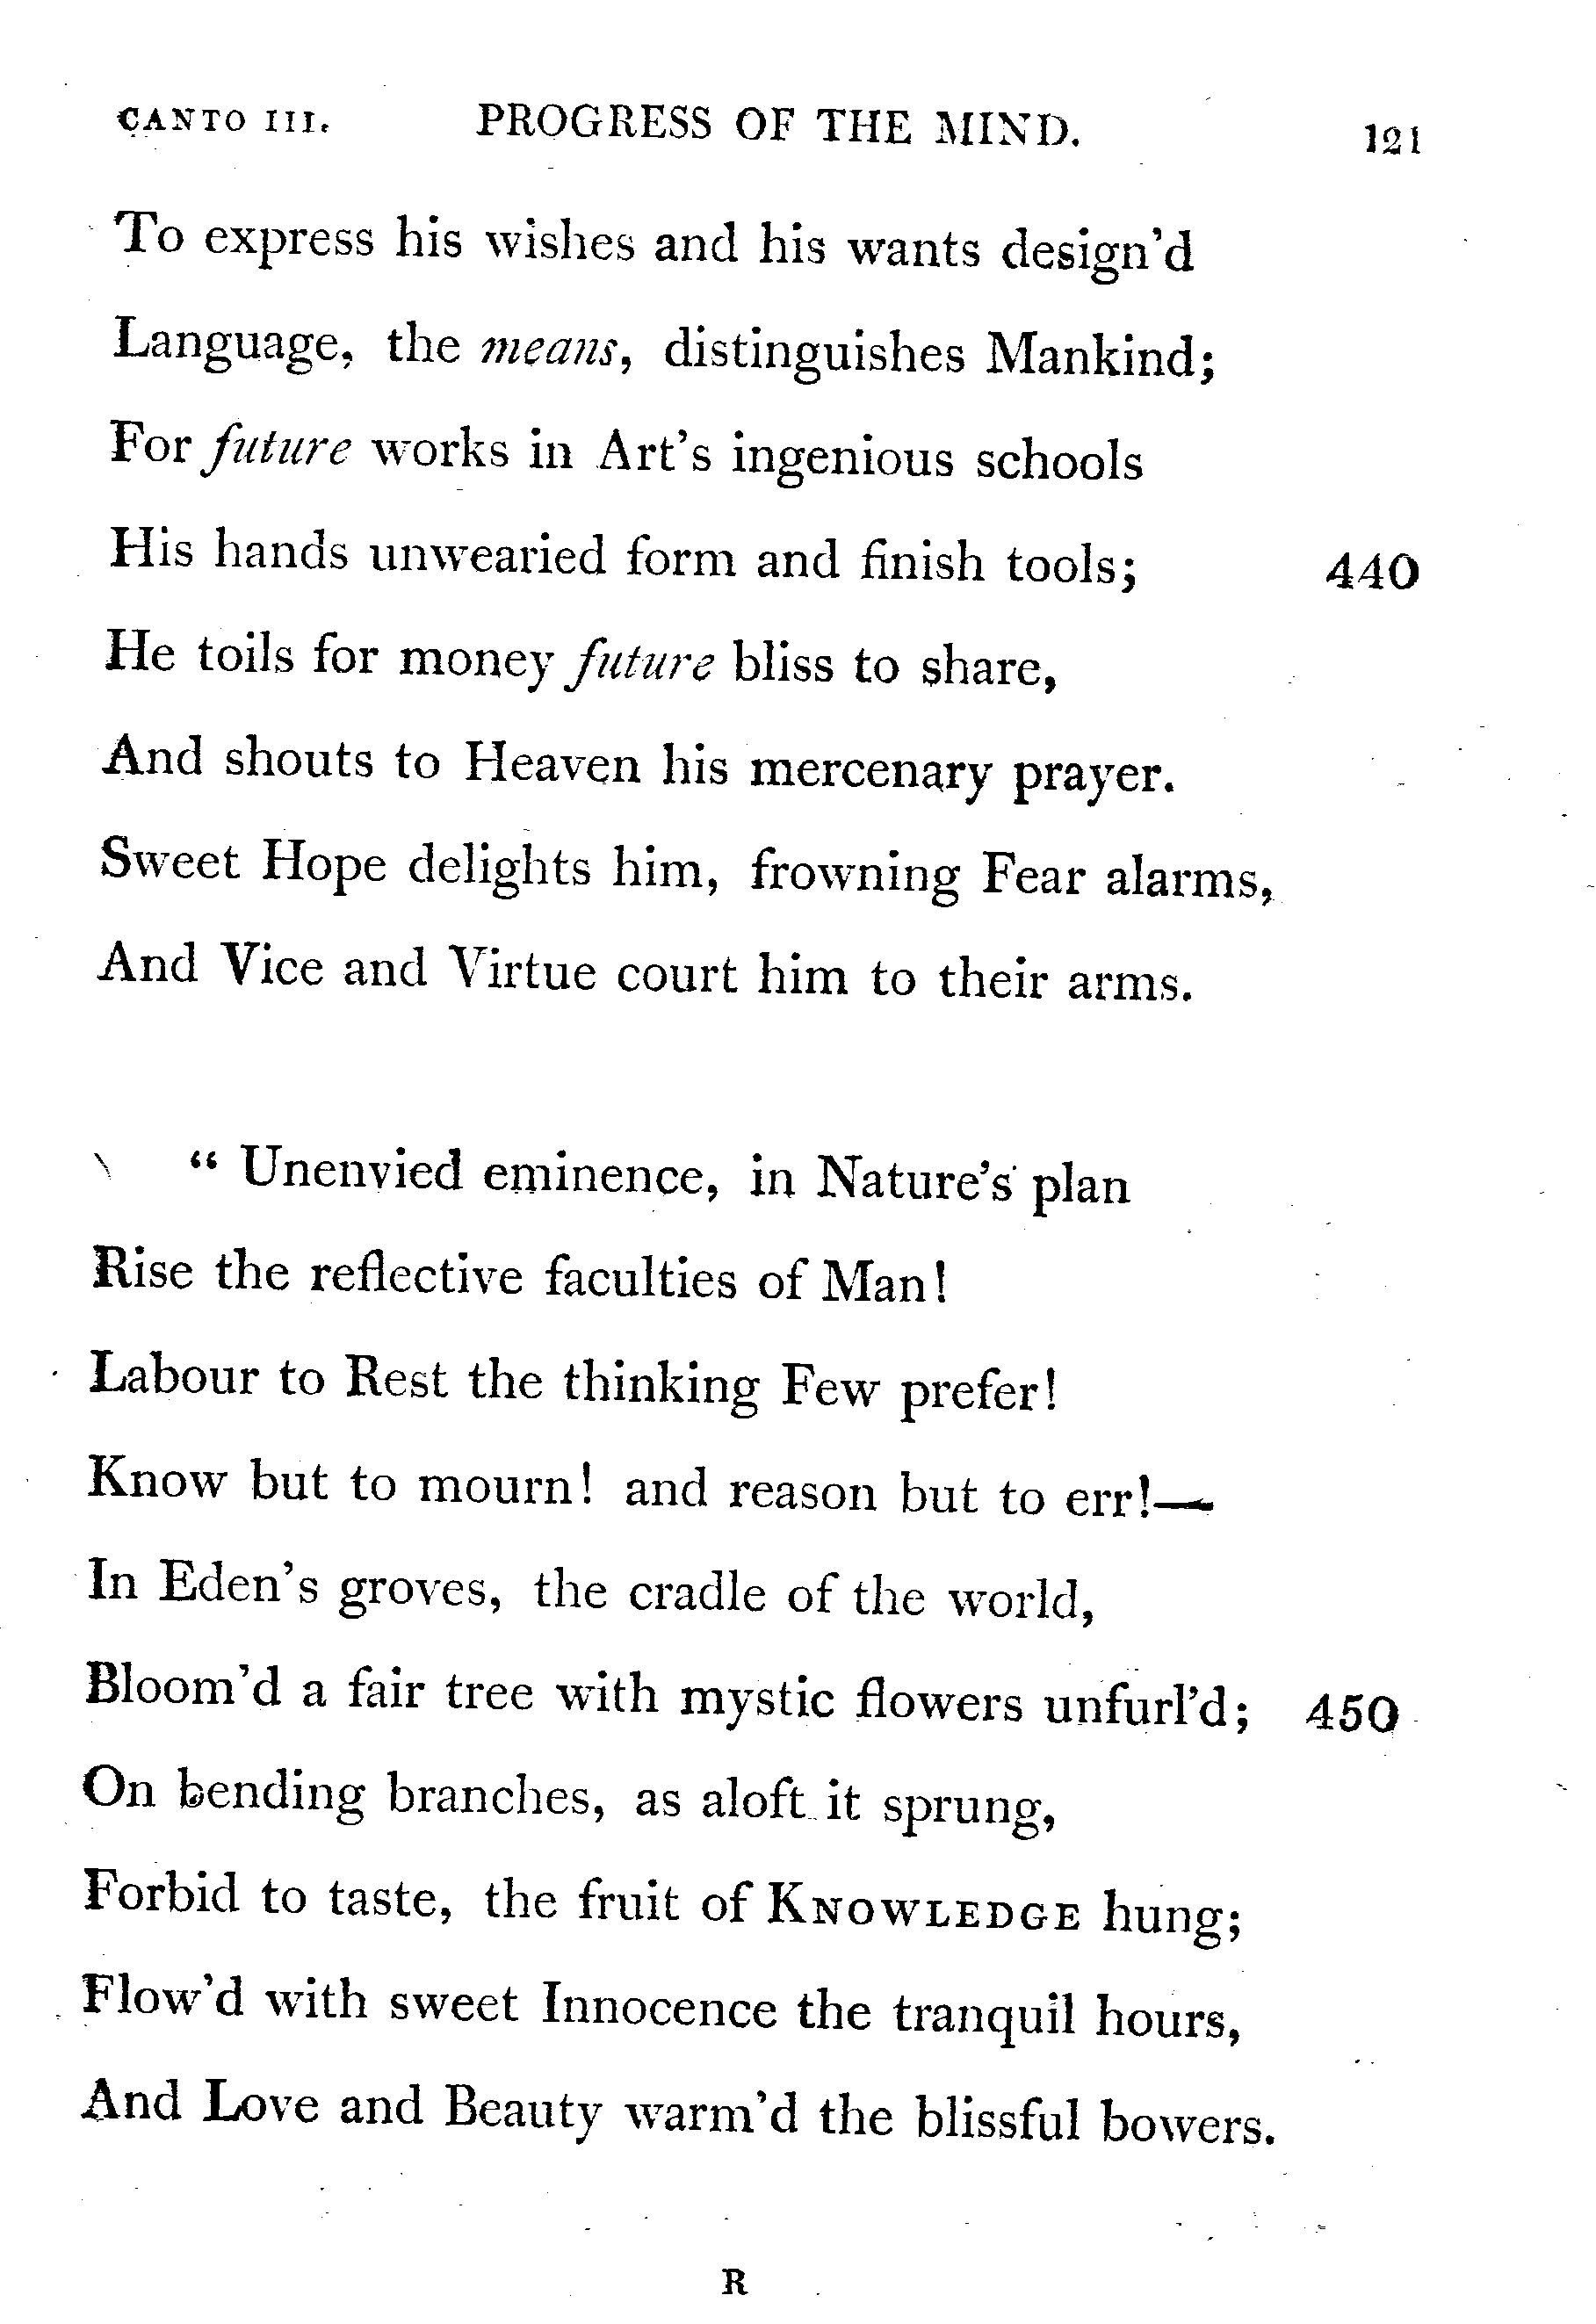 CANTO III. PROGRESS OF THE MIND. 121
To express his wishes and his wants design'd
Language, the means, distinguishes Mankind;
For future works in Art's ingenious schools
His hands unwearied form and finish tools; 440
He toils for money future bliss to share,
And shouts to Heaven his mercenary prayer.
Sweet Hope delights him, frowning Fear alarms,
And Vice and Virtue court him to their arms.
“ Unenvied eminence, in Nature's plan
Rise the reflective faculties of Man!
Labour to Rest the thinking Few prefer!
Know but to mourn! and reason but to err!—
In Eden's groves, the cradle of the world,
Bloom'd a fair tree with mystic flowers unfurl'd; 450
On bending branches, as aloft it sprung,
Forbid to taste, the fruit of KNOWLEDGE hung;
Flow'd with sweet Innocence the tranquil hours,
And Love and Beauty warm'd the blissful bowers.
R